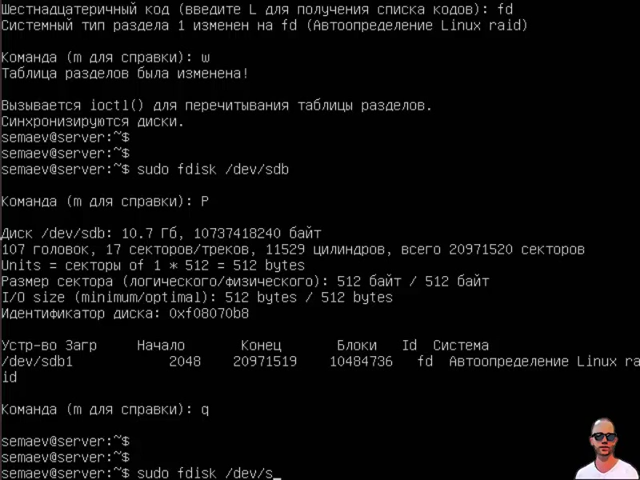 Шестнадцатеричный код (введите L для получения списка кодов): fd
Системный тип раздела 1 изменен на fd (Автоопределение Linux raid)
Команда (m для справки): w
Таблица разделов была изменена!
Вызывается ioctl() для перечитывания таблицы разделов.
Синхронизируются диски.
semaev@server:~$
semaev@server:~$
semaev@server:~$ sudo fdisk /dev/sdb
Команда (m для справки): P
Диск /dev/sdb: 10.7 Гб, 10737418240 байт
107 головок, 17 секторов/треков, 11529 цилиндров, всего 20971520 секторов
Units = секторы of 1 * 512 = 512 bytes
Размер сектора (логического/физического): 512 байт / 512 байт
I/O size (minimum/optimal): 512 bytes / 512 bytes
Идентификатор диска: 0xf08070b8
Устр-во Загр Начало Конец Блоки Id Система
/dev/sdb1 2048 20971519 10484736 fd Автоопределение Linux ra
id
Команда (m для справки): q
semaev@server:~$
semaev@server:~$
semaev@server:~$ sudo fdisk /dev/s_